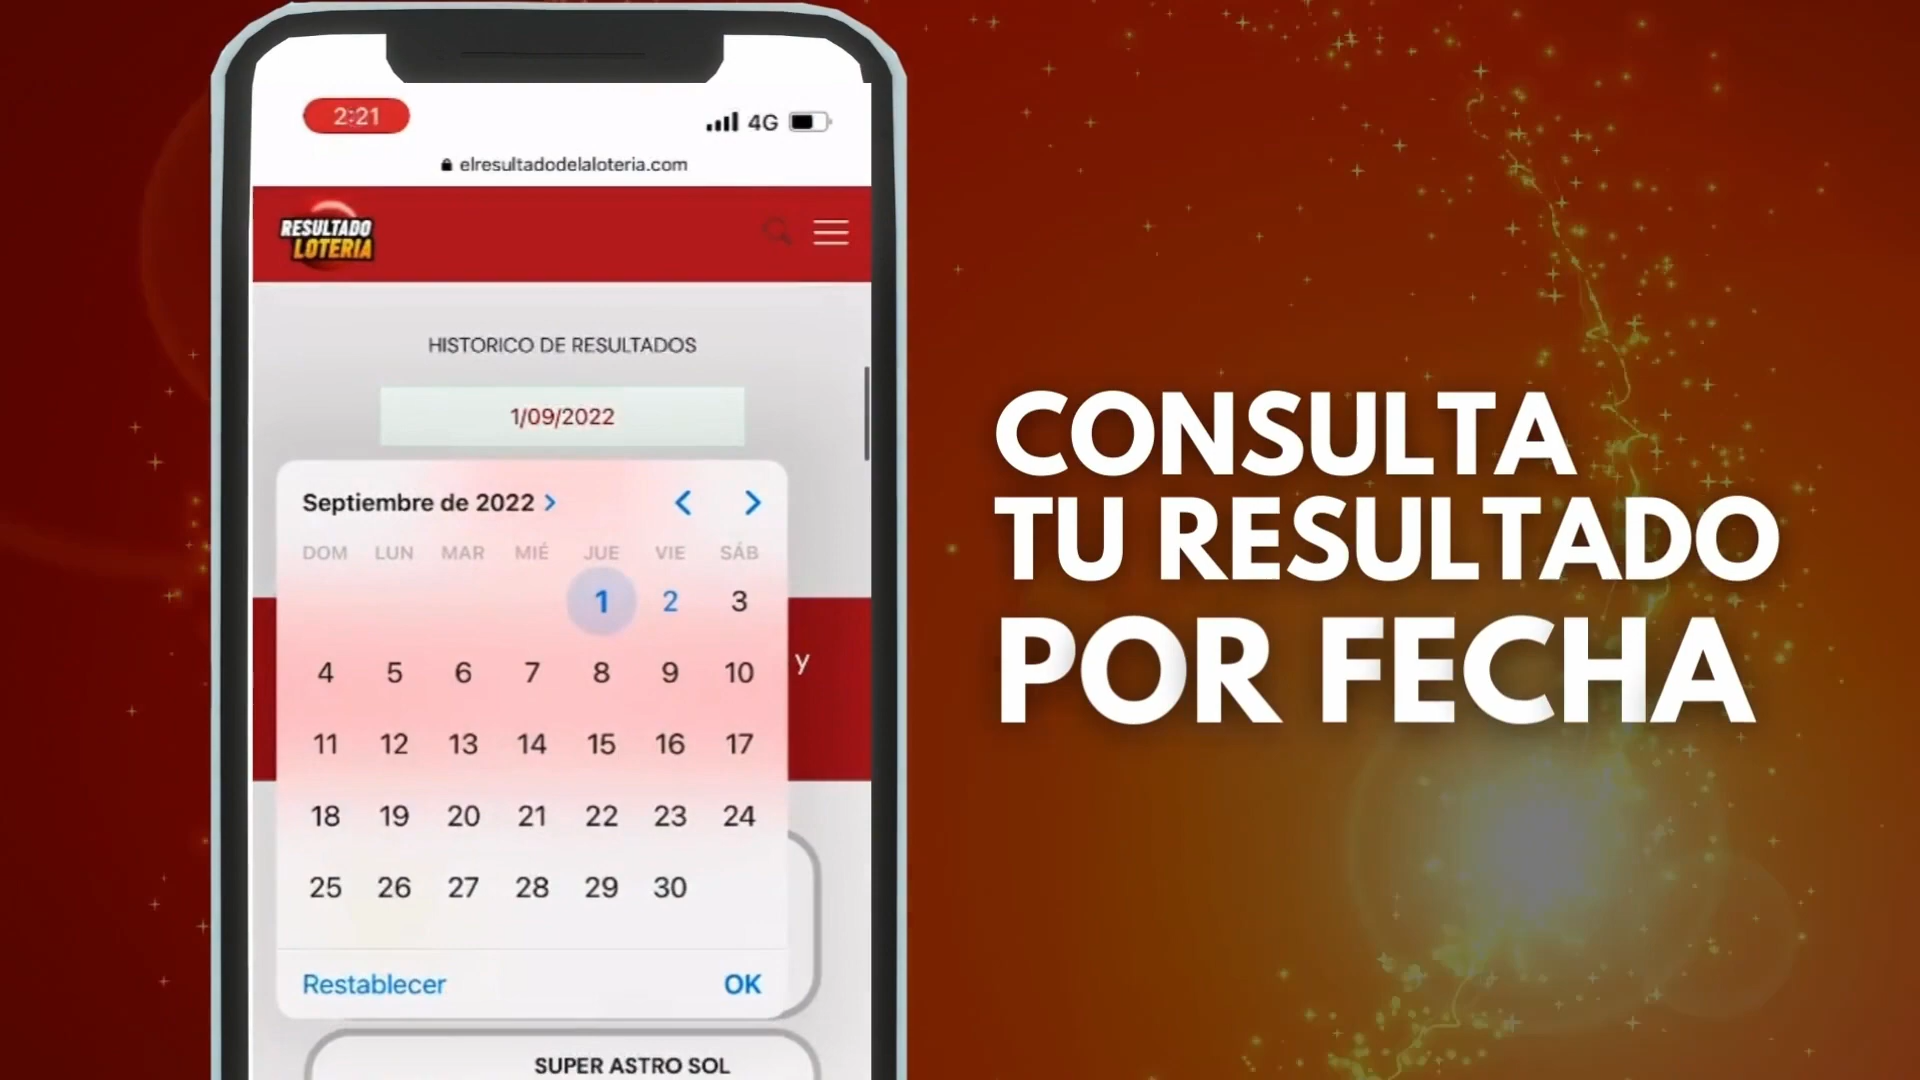 2:21
4G
elresultadodelaloteria.com
RESULTADO
LOTERIA
HISTORICO DE RESULTADOS
1/09/2022
Septiembre de 2022
DOM LUN MAR MIÉ JUE VIE SÁB
1 2 3
4 5 6 7 8 9 10
y
11 12 13 14 15 16 17
18 19 20 21 22 23 24
25 26 27 28 29 30
Restablecer OK
SUPER ASTRO SOL
CONSULTA
TU RESULTADO
POR FECHA